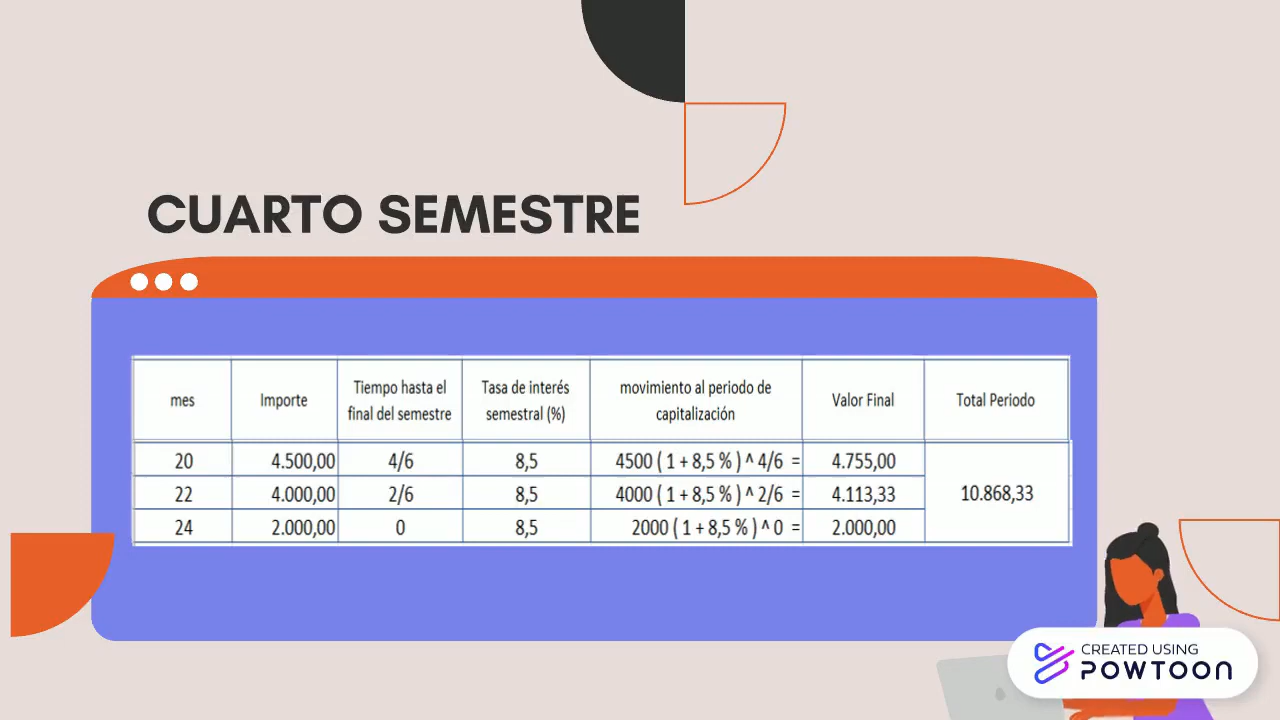 CUARTO SEMESTRE
mes Importe Tiempo hasta el final del semestre Tasa de interés semestral (%) movimiento al periodo de capitalización Valor Final Total Periodo
20 4.500,00 4/6 8,5 4500 ( 1 + 8,5 % ) ^ 4/6 = 4.755,00
22 4.000,00 2/6 8,5 4000 ( 1 + 8,5 % ) ^ 2/6 = 4.113,33 10.868,33
24 2.000,00 0 8,5 2000 ( 1 + 8,5 % ) ^ 0 = 2.000,00
CREATED USING
POWTOON